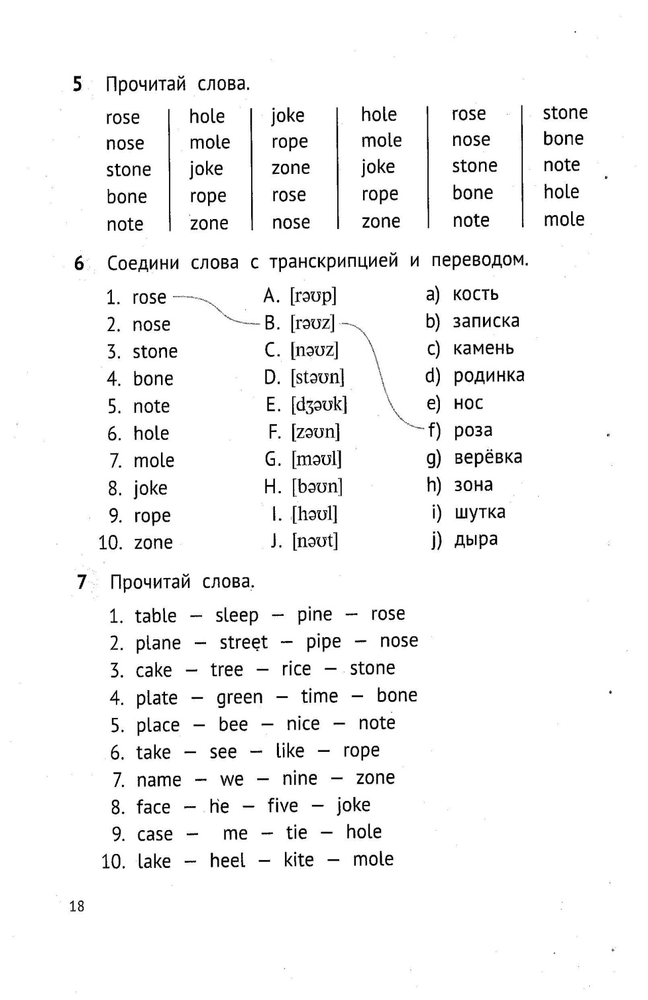 5 Прочитай слова.
rose hole joke hole rose stone
nose mole rope mole nose bone
stone joke zone joke stone note
bone rope rose rope bone hole
note zone nose zone note mole
6 Соедини слова с транскрипцией и переводом.
1. rose A. [rəʊp] a) кость
2. nose B. [rəʊz] b) записка
3. stone C. [nəʊz] c) камень
4. bone D. [stəʊn] d) родинка
5. note E. [dʒəʊk] e) нос
6. hole F. [zəʊn] f) роза
7. mole G. [məʊl] g) верёвка
8. joke H. [bəʊn] h) зона
9. rope I. [həʊl] i) шутка
10. zone J. [nəʊt] j) дыра
7 Прочитай слова.
1. table – sleep – pine – rose
2. plane – street – pipe – nose
3. cake – tree – rice – stone
4. plate – green – time – bone
5. place – bee – nice – note
6. take – see – like – rope
7. name – we – nine – zone
8. face – he – five – joke
9. case – me – tie – hole
10. lake – heel – kite – mole
18